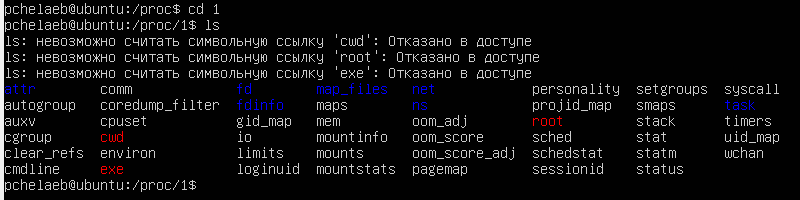 pchelaeb@ubuntu:/proc$ cd 1
pchelaeb@ubuntu:/proc/1$ ls
ls: невозможно считать символьную ссылку 'cwd': Отказано в доступе
ls: невозможно считать символьную ссылку 'root': Отказано в доступе
ls: невозможно считать символьную ссылку 'exe': Отказано в доступе
attr comm fd map_files net personality setgroups syscall
autogroup coredump_filter fdinfo maps ns projid_map smaps task
auxv cpuset gid_map mem oom_adj root stack timers
cgroup cwd io mountinfo oom_score sched stat uid_map
clear_refs environ limits mounts oom_score_adj schedstat statm wchan
cmdline exe loginuid mountstats pagemap sessionid status
pchelaeb@ubuntu:/proc/1$